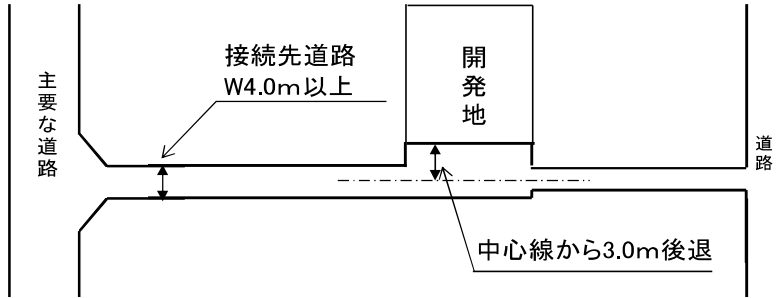 主要な道路
接続先道路
W4.0m以上
開発地
道路
中心線から3.0m後退